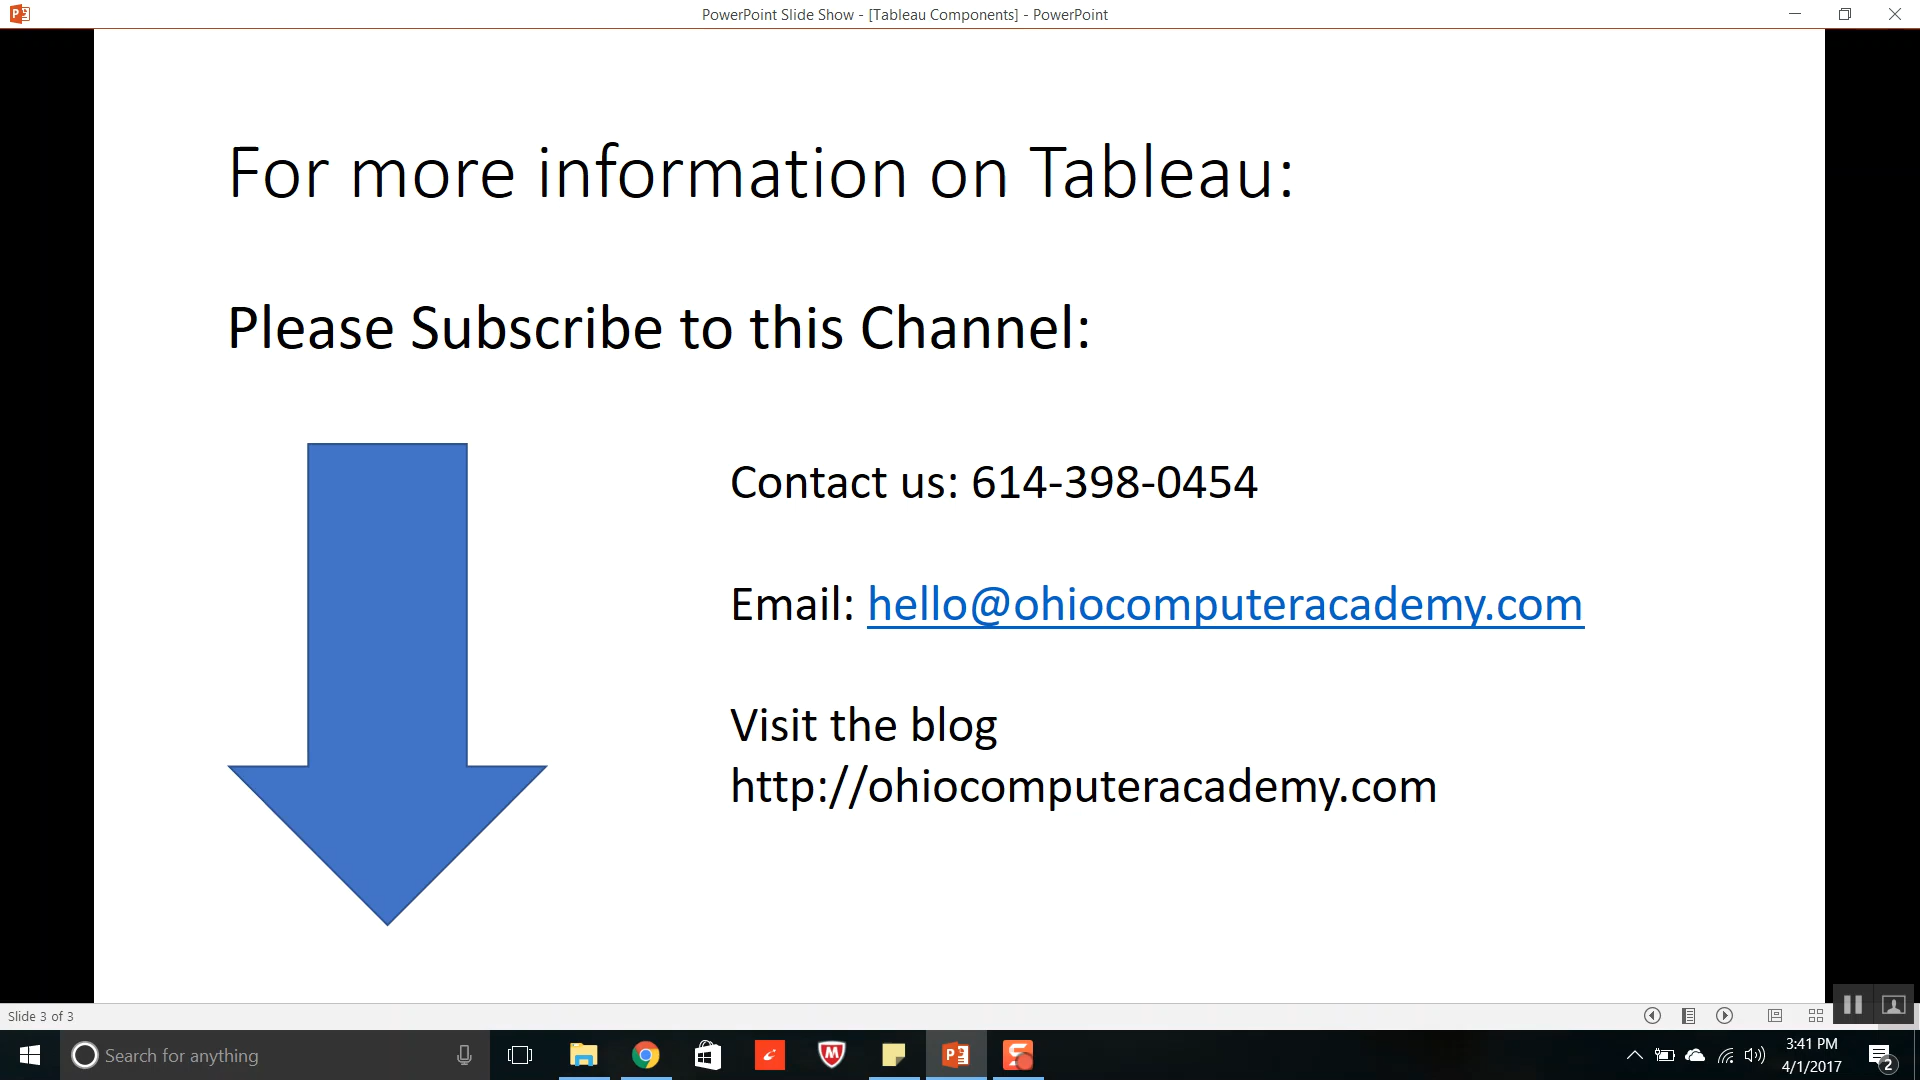 PowerPoint Slide Show - [Tableau Components] - PowerPoint
For more information on Tableau:
Please Subscribe to this Channel:
Contact us: 614-398-0454
Email: hello@ohiocomputeracademy.com
Visit the blog
http://ohiocomputeracademy.com
Slide 3 of 3
Search for anything
3:41 PM
4/1/2017
2